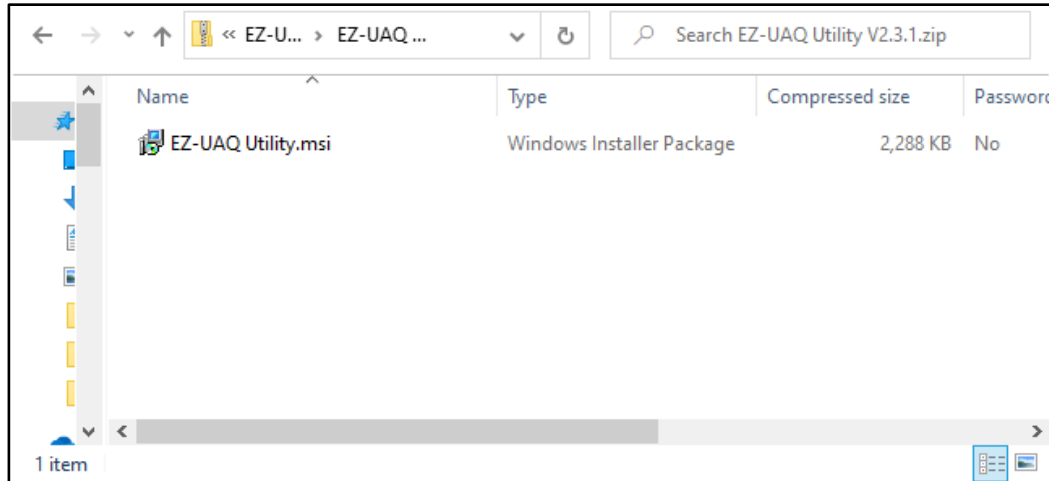 « EZ-U... › EZ-UAQ ... Search EZ-UAQ Utility V2.3.1.zip
Name Type Compressed size Password
EZ-UAQ Utility.msi Windows Installer Package 2,288 KB No
1 item